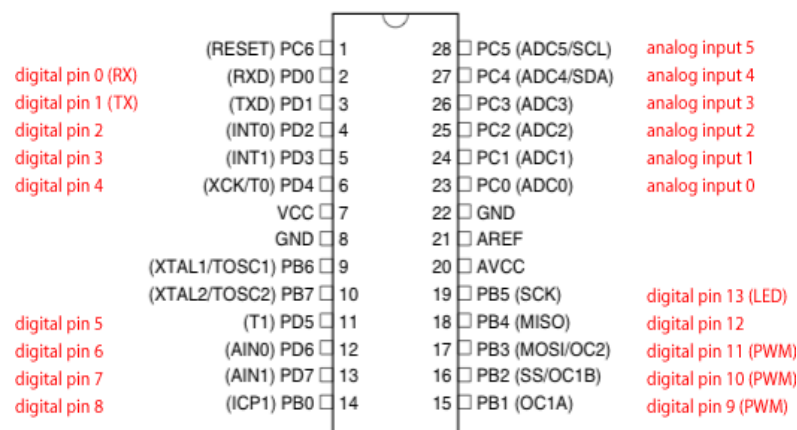 (RESET) PC6 1 28 PC5 (ADC5/SCL) analog input 5
digital pin 0 (RX) (RXD) PD0 2 27 PC4 (ADC4/SDA) analog input 4
digital pin 1 (TX) (TXD) PD1 3 26 PC3 (ADC3) analog input 3
digital pin 2 (INT0) PD2 4 25 PC2 (ADC2) analog input 2
digital pin 3 (INT1) PD3 5 24 PC1 (ADC1) analog input 1
digital pin 4 (XCK/T0) PD4 6 23 PC0 (ADC0) analog input 0
VCC 7 22 GND
GND 8 21 AREF
(XTAL1/TOSC1) PB6 9 20 AVCC
(XTAL2/TOSC2) PB7 10 19 PB5 (SCK) digital pin 13 (LED)
digital pin 5 (T1) PD5 11 18 PB4 (MISO) digital pin 12
digital pin 6 (AIN0) PD6 12 17 PB3 (MOSI/OC2) digital pin 11 (PWM)
digital pin 7 (AIN1) PD7 13 16 PB2 (SS/OC1B) digital pin 10 (PWM)
digital pin 8 (ICP1) PB0 14 15 PB1 (OC1A) digital pin 9 (PWM)